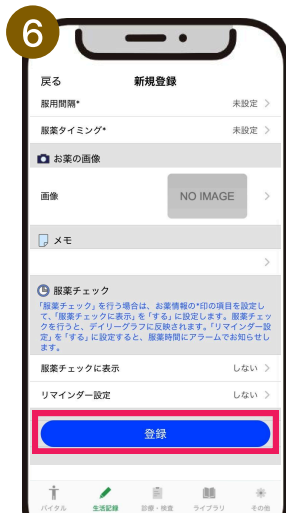 6
戻る 新規登録
服用間隔* 未設定
服薬タイミング* 未設定
お薬の画像
画像 NO IMAGE
メモ
服薬チェック
「服薬チェック」を行う場合は、お薬情報の*印の項目を設定し
て、「服薬チェックに表示」を「する」に設定します。服薬チェッ
クを行うと、デイリーグラフに反映されます。「リマインダー設
定」を「する」に設定すると、服薬時間にアラームでお知らせし
ます。
服薬チェックに表示 しない
リマインダー設定 しない
登録
バイタル 生活記録 診療・検査 ライブラリ その他